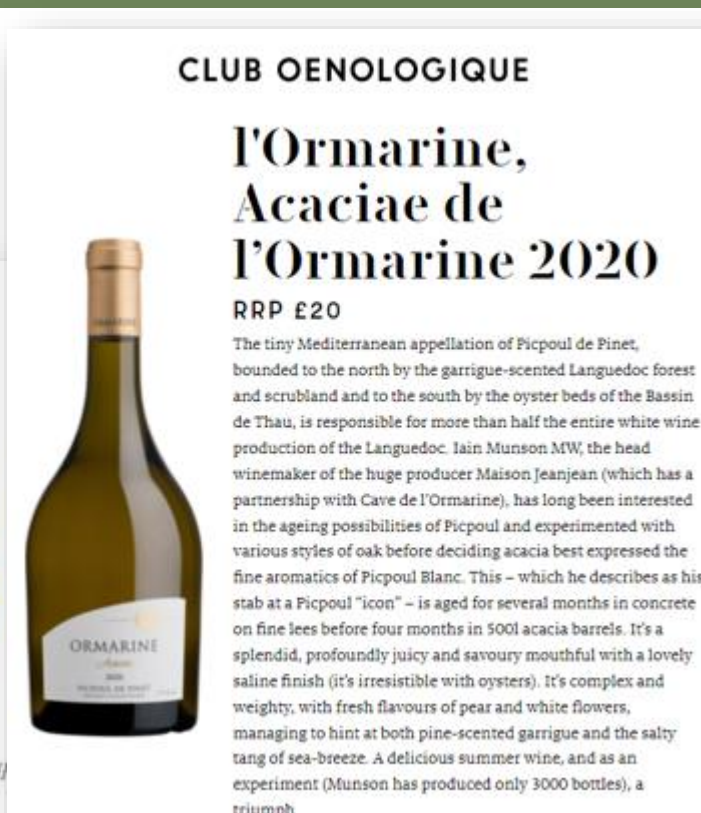 CLUB OENOLOGIQUE
l'Ormarine,
Acaciae de
l’Ormarine 2020
RRP £20
The tiny Mediterranean appellation of Picpoul de Pinet,
bounded to the north by the garrigue-scented Languedoc forest
and scrubland and to the south by the oyster beds of the Bassin
de Thau, is responsible for more than half the entire white wine
production of the Languedoc. Iain Munson MW, the head
winemaker of the huge producer Maison Jeanjean (which has a
partnership with Cave de l’Ormarine), has long been interested
in the ageing possibilities of Picpoul and experimented with
various styles of oak before deciding acacia best expressed the
fine aromatics of Picpoul Blanc. This – which he describes as his
stab at a Picpoul “icon” – is aged for several months in concrete
on fine lees before four months in 500l acacia barrels. It’s a
splendid, profoundly juicy and savoury mouthful with a lovely
saline finish (it’s irresistible with oysters). It’s complex and
weighty, with fresh flavours of pear and white flowers,
managing to hint at both pine-scented garrigue and the salty
tang of sea-breeze. A delicious summer wine, and as an
experiment (Munson has produced only 3000 bottles), a
triumph
ORMARINE
2020
PICPOUL DE PINET